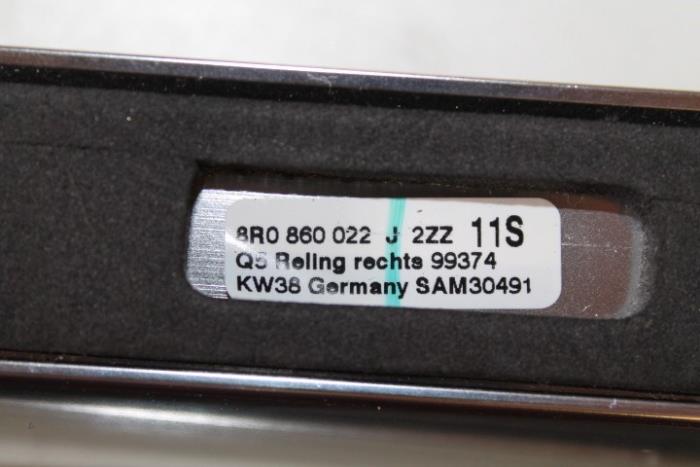 8R0 860 022 J 2ZZ 11S
Q5 Reling rechts 99374
KW38 Germany SAM30491